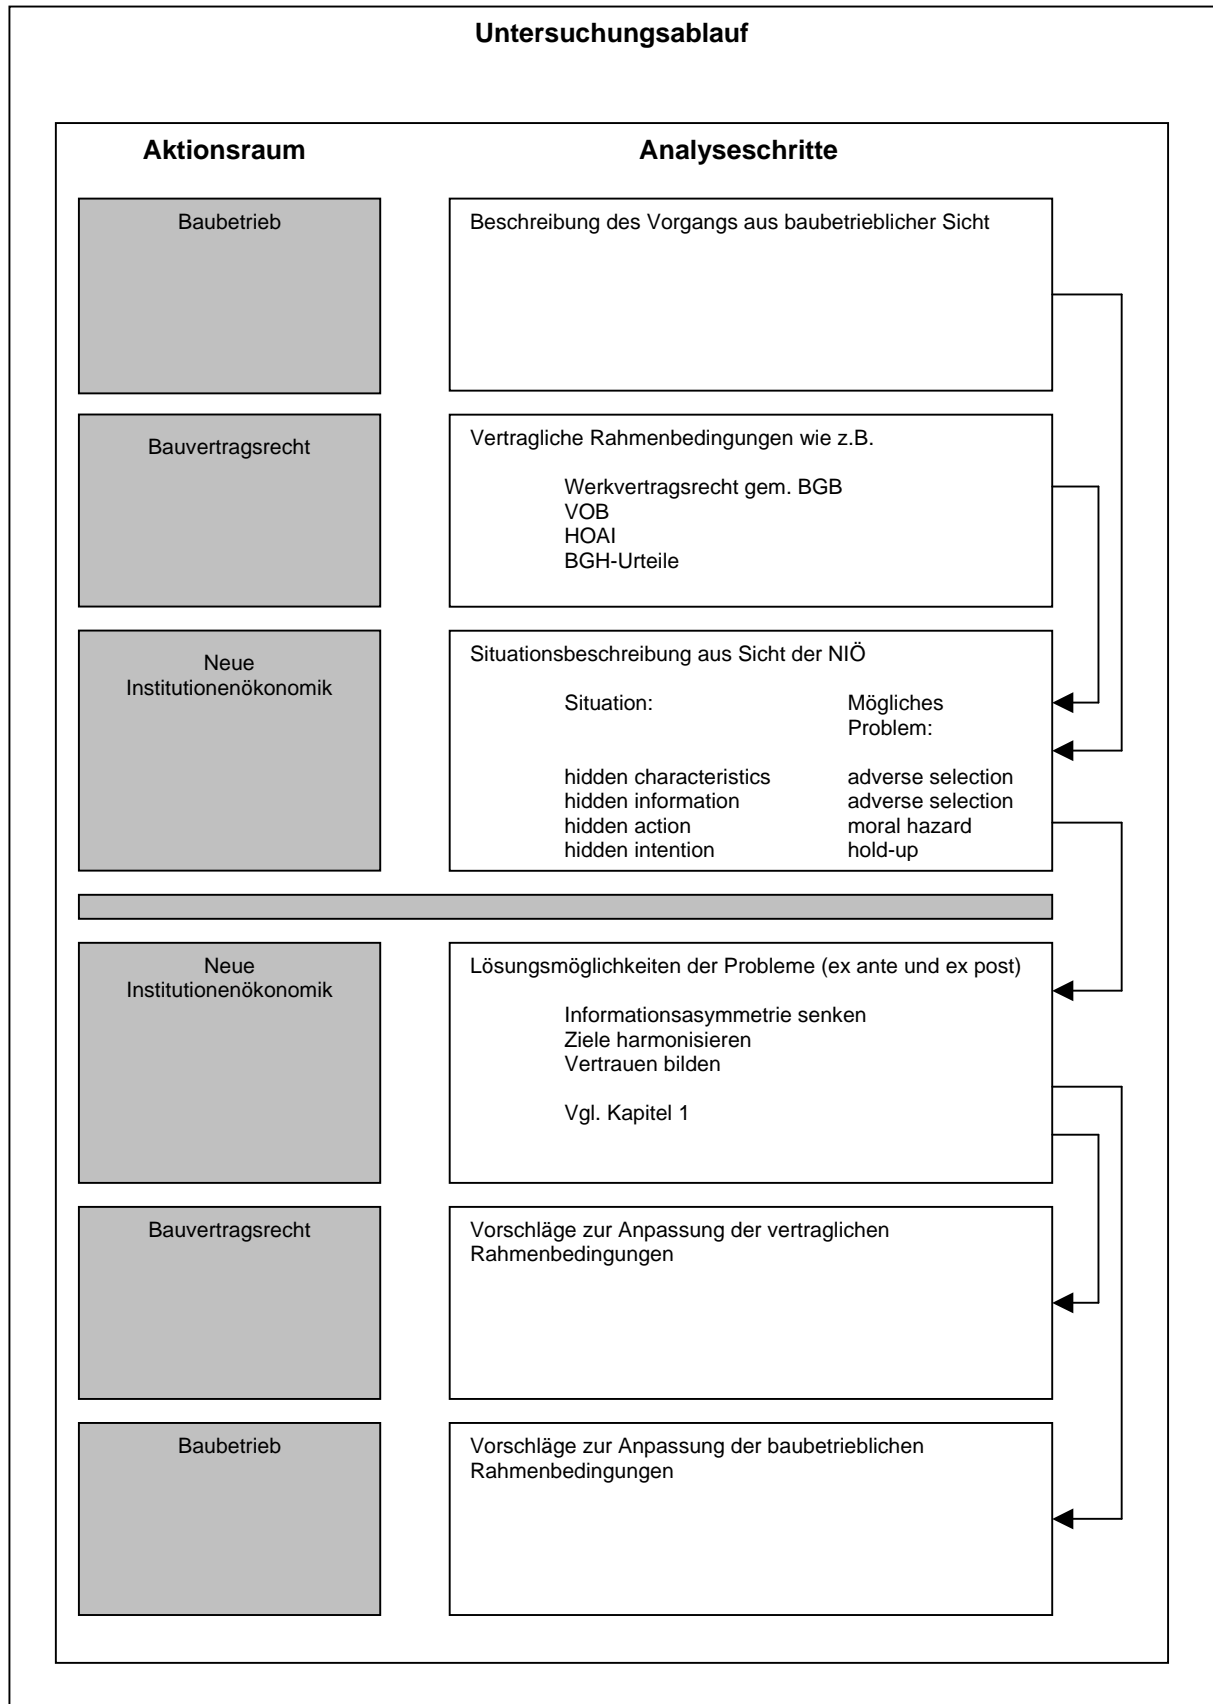 Untersuchungsablauf
Aktionsraum
Analyseschritte
Baubetrieb
Beschreibung des Vorgangs aus baubetrieblicher Sicht
Bauvertragsrecht
Vertragliche Rahmenbedingungen wie z.B.
Werkvertragsrecht gem. BGB
VOB
HOAI
BGH-Urteile
Neue
Institutionenökonomik
Situationsbeschreibung aus Sicht der NIÖ
Situation:
Mögliches
Problem:
hidden characteristics adverse selection
hidden information adverse selection
hidden action moral hazard
hidden intention hold-up
Neue
Institutionenökonomik
Lösungsmöglichkeiten der Probleme (ex ante und ex post)
Informationsasymmetrie senken
Ziele harmonisieren
Vertrauen bilden
Vgl. Kapitel 1
Bauvertragsrecht
Vorschläge zur Anpassung der vertraglichen
Rahmenbedingungen
Baubetrieb
Vorschläge zur Anpassung der baubetrieblichen
Rahmenbedingungen